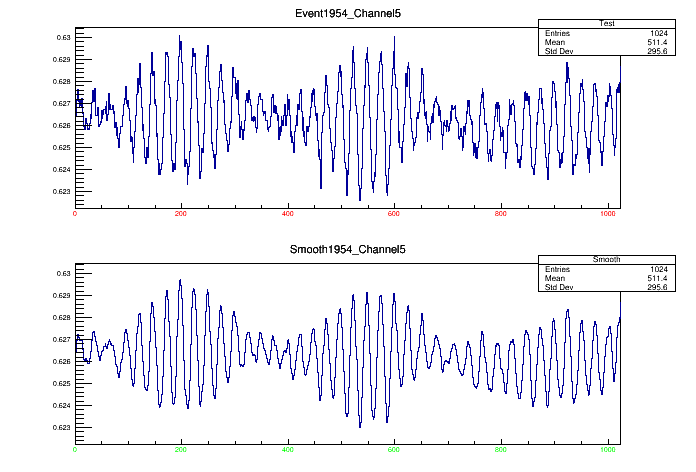 Event1954_Channel5
Test
Entries 1024
Mean 511.4
Std Dev 295.6
0.63
0.629
0.628
0.627
0.626
0.625
0.624
0.623
0 200 400 600 800 1000
Smooth1954_Channel5
Smooth
Entries 1024
Mean 511.4
Std Dev 295.6
0.63
0.629
0.628
0.627
0.626
0.625
0.624
0.623
0 200 400 600 800 1000